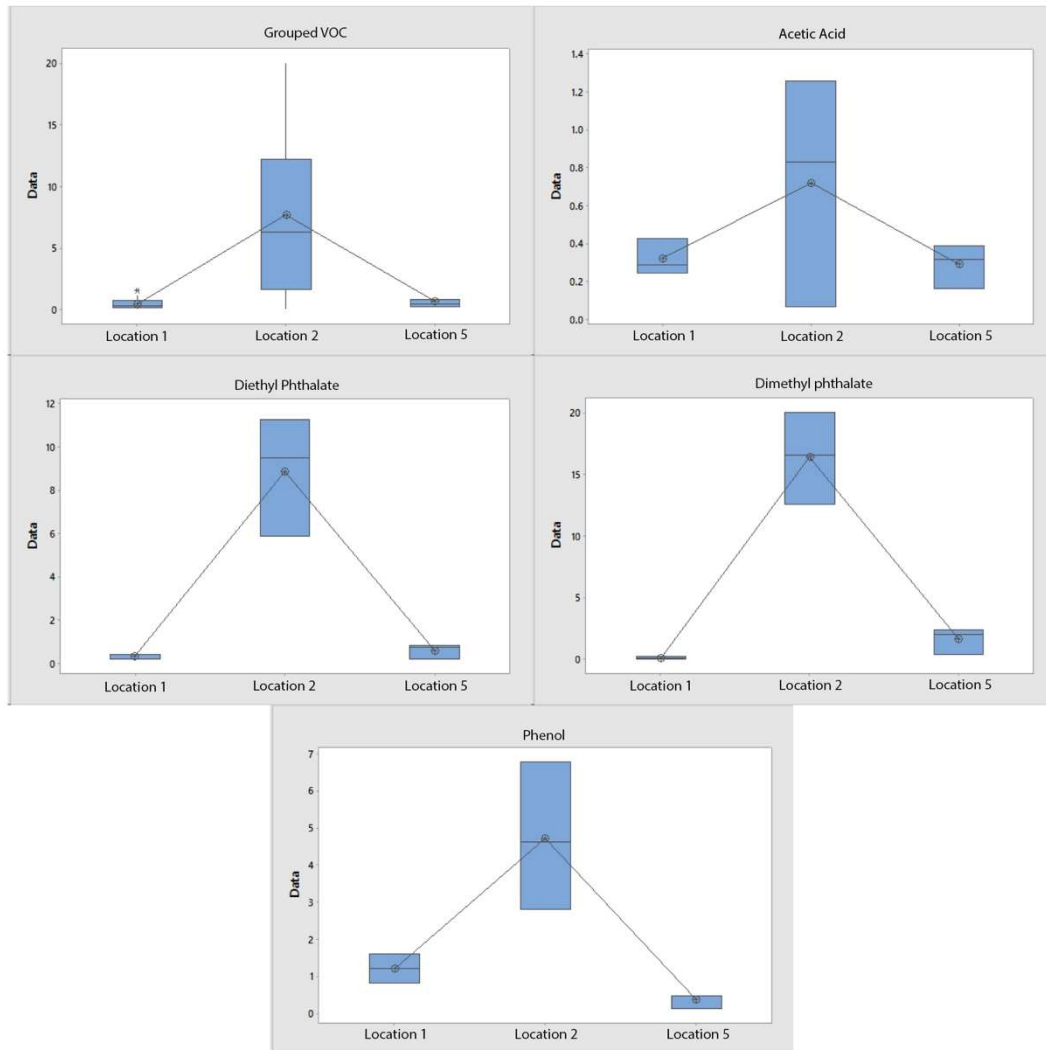 Grouped VOC
Data
20
15
10
5
0
*
Location 1 Location 2 Location 5
Acetic Acid
Data
1.4
1.2
1.0
0.8
0.6
0.4
0.2
0.0
Location 1 Location 2 Location 5
Diethyl Phthalate
Data
12
10
8
6
4
2
0
Location 1 Location 2 Location 5
Dimethyl phthalate
Data
20
15
10
5
0
Location 1 Location 2 Location 5
Phenol
Data
7
6
5
4
3
2
1
0
Location 1 Location 2 Location 5